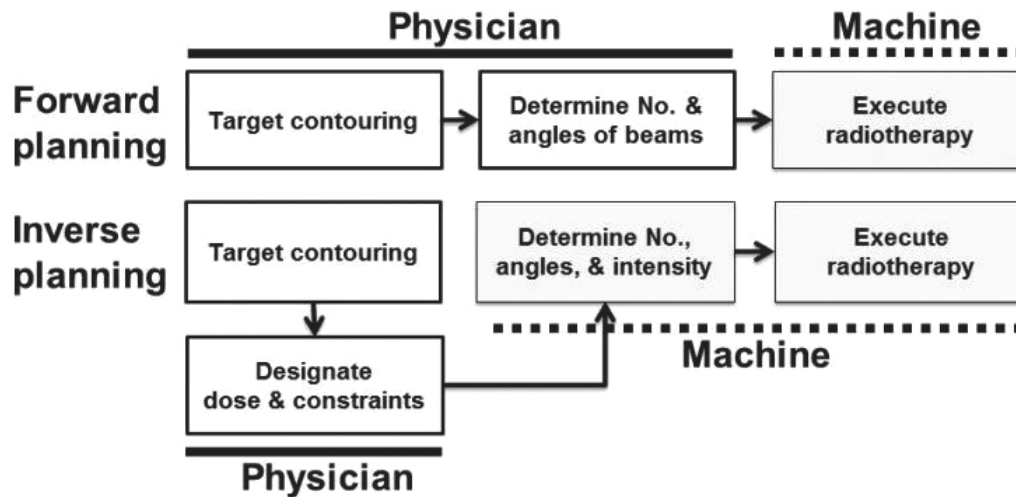 Physician
Machine
Forward
planning
Target contouring
Determine No. &
angles of beams
Execute
radiotherapy
Inverse
planning
Target contouring
Determine No.,
angles, & intensity
Execute
radiotherapy
Machine
Designate
dose & constraints
Physician